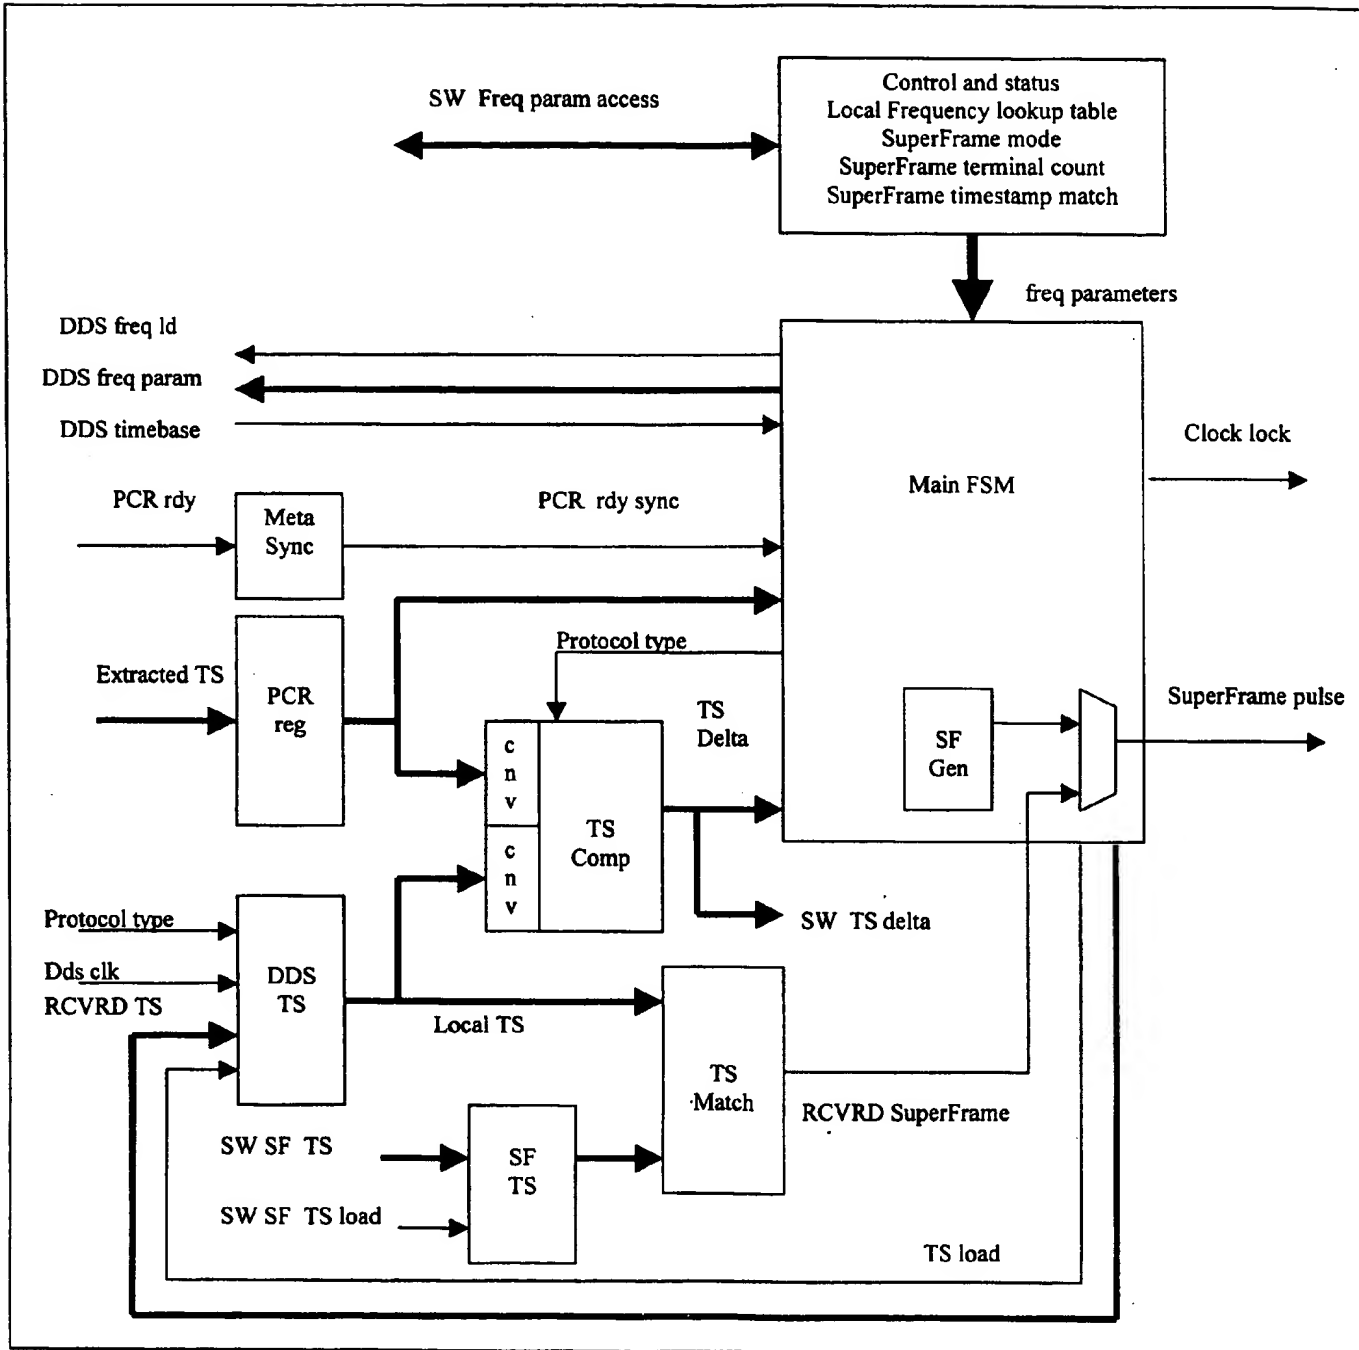 SW Freq param access
Control and status
Local Frequency lookup table
SuperFrame mode
SuperFrame terminal count
SuperFrame timestamp match
freq parameters
DDS freq ld
DDS freq param
DDS timebase
Clock lock
Main FSM
PCR rdy
Meta
Sync
PCR rdy sync
Protocol type
Extracted TS
PCR
reg
TS
Delta
SuperFrame pulse
SF
Gen
c
n
v
TS
Comp
c
n
v
SW TS delta
Protocol type
Dds clk
RCVRD TS
DDS
TS
Local TS
TS
Match
RCVRD SuperFrame
SW SF TS
SF
TS
SW SF TS load
TS load